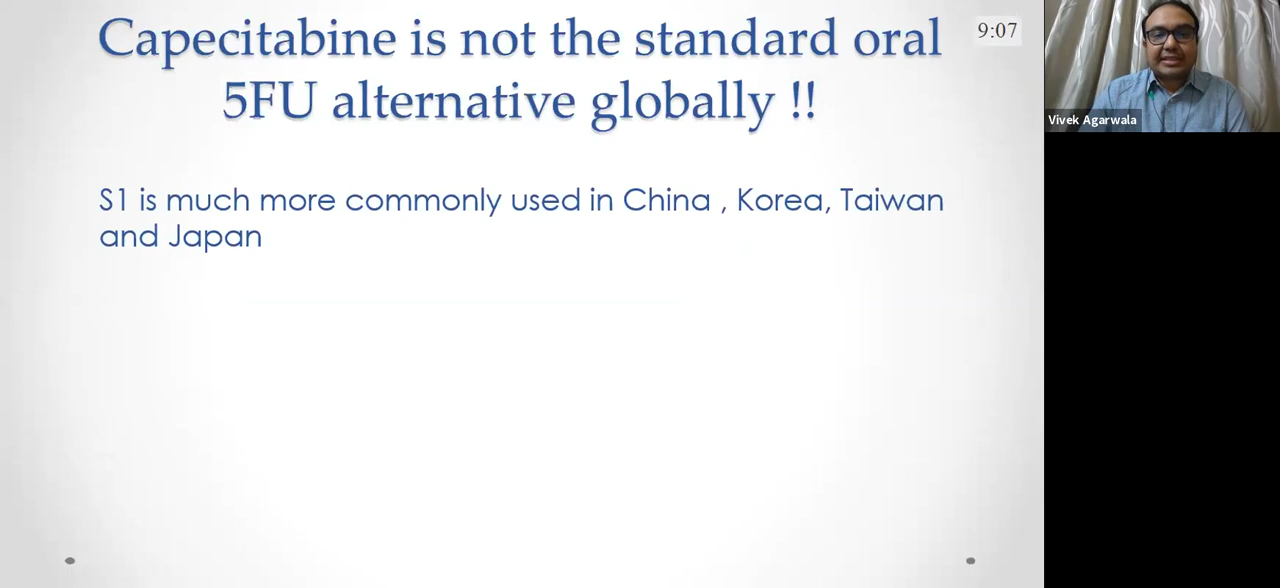 Capecitabine is not the standard oral
5FU alternative globally !!
9:07
Vivek Agarwala
S1 is much more commonly used in China , Korea, Taiwan
and Japan